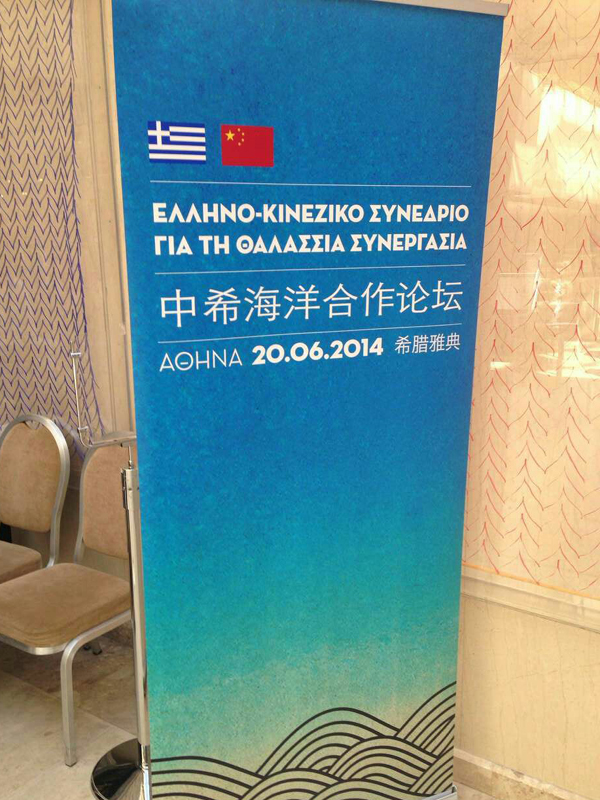 ΕΛΛΗΝΟ-ΚΙΝΕΖΙΚΟ ΣΥΝΕΔΡΙΟ
ΓΙΑ ΤΗ ΘΑΛΑΣΣΙΑ ΣΥΝΕΡΓΑΣΙΑ
中希海洋合作论坛
ΑΘΗΝΑ 20.06.2014 希腊雅典